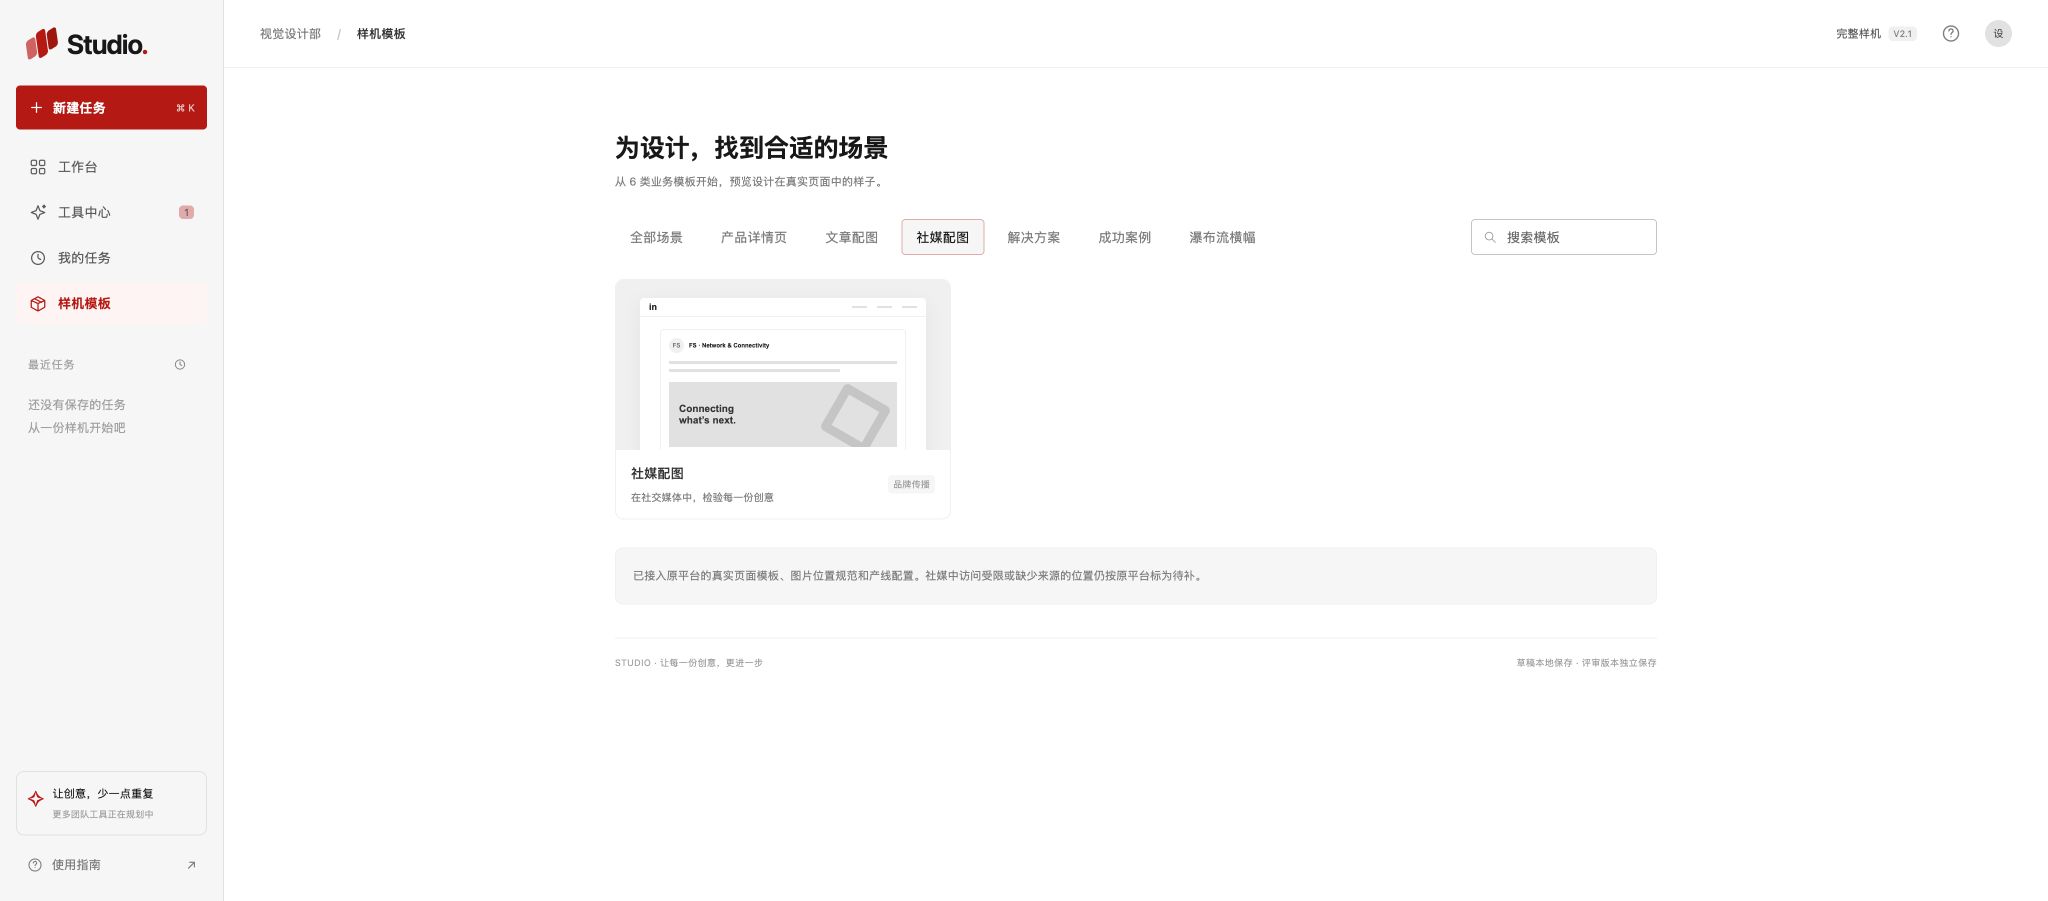 Studio.
新建任务 ⌘ K
工作台
工具中心 1
我的任务
样机模板
最近任务
还没有保存的任务
从一份样机开始吧
让创意，少一点重复
更多团队工具正在规划中
使用指南
视觉设计部 / 样机模板
完整样机 V2.1
设
为设计，找到合适的场景
从 6 类业务模板开始，预览设计在真实页面中的样子。
全部场景 产品详情页 文章配图 社媒配图 解决方案 成功案例 瀑布流横幅
搜索模板
in
FS FS · Network & Connectivity
Connecting
what's next.
社媒配图
在社交媒体中，检验每一份创意
品牌传播
已接入原平台的真实页面模板、图片位置规范和产线配置。社媒中访问受限或缺少来源的位置仍按原平台标为待补。
STUDIO · 让每一份创意，更进一步
草稿本地保存 · 评审版本独立保存